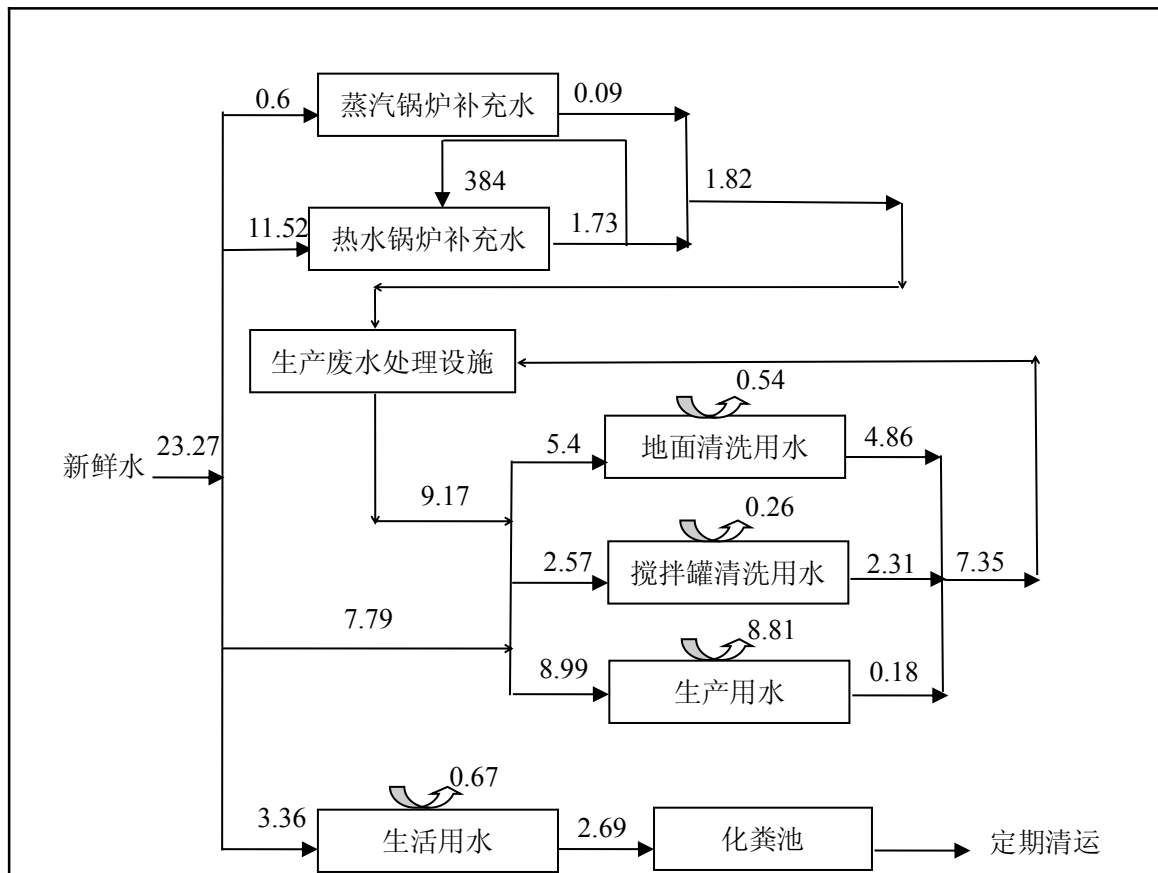 0.6
蒸汽锅炉补充水
0.09
384
1.82
11.52
热水锅炉补充水
1.73
生产废水处理设施
0.54
新鲜水
23.27
5.4
地面清洗用水
4.86
9.17
0.26
2.57
搅拌罐清洗用水
2.31
7.35
7.79
8.81
8.99
生产用水
0.18
0.67
3.36
生活用水
2.69
化粪池
定期清运